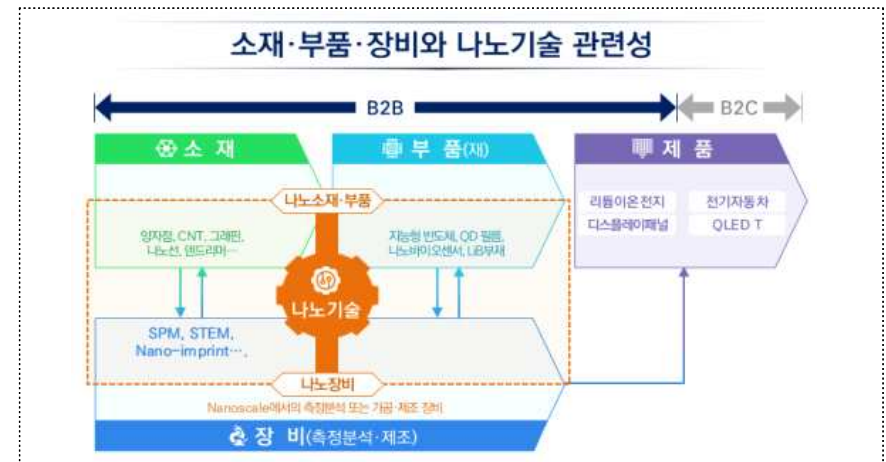 소재·부품·장비와 나노기술 관련성
B2B
B2C
소 재
부 품(재)
제 품
나노소재·부품
양자점, CNT, 그래핀,
나노선, 덴드리머…
지능형 반도체, QD 필름,
나노바이오센서, LiB부재
리튬이온전지
전기자동차
디스플레이패널
QLED T
나노기술
SPM, STEM,
Nano-imprint….
나노장비
Nanoscale에서의 측정분석 또는 가공·제조 장비
장 비(측정분석·제조)